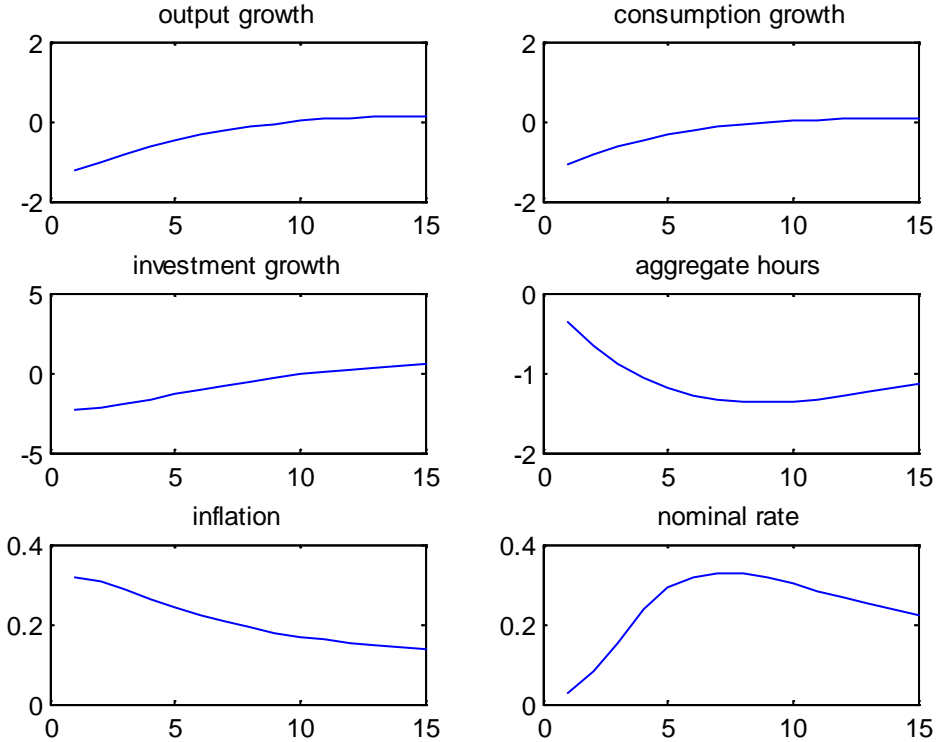 output growth
2
0
-2
0 5 10 15
consumption growth
2
0
-2
0 5 10 15
investment growth
5
0
-5
0 5 10 15
aggregate hours
0
-1
-2
0 5 10 15
inflation
0.4
0.2
0
0 5 10 15
nominal rate
0.4
0.2
0
0 5 10 15